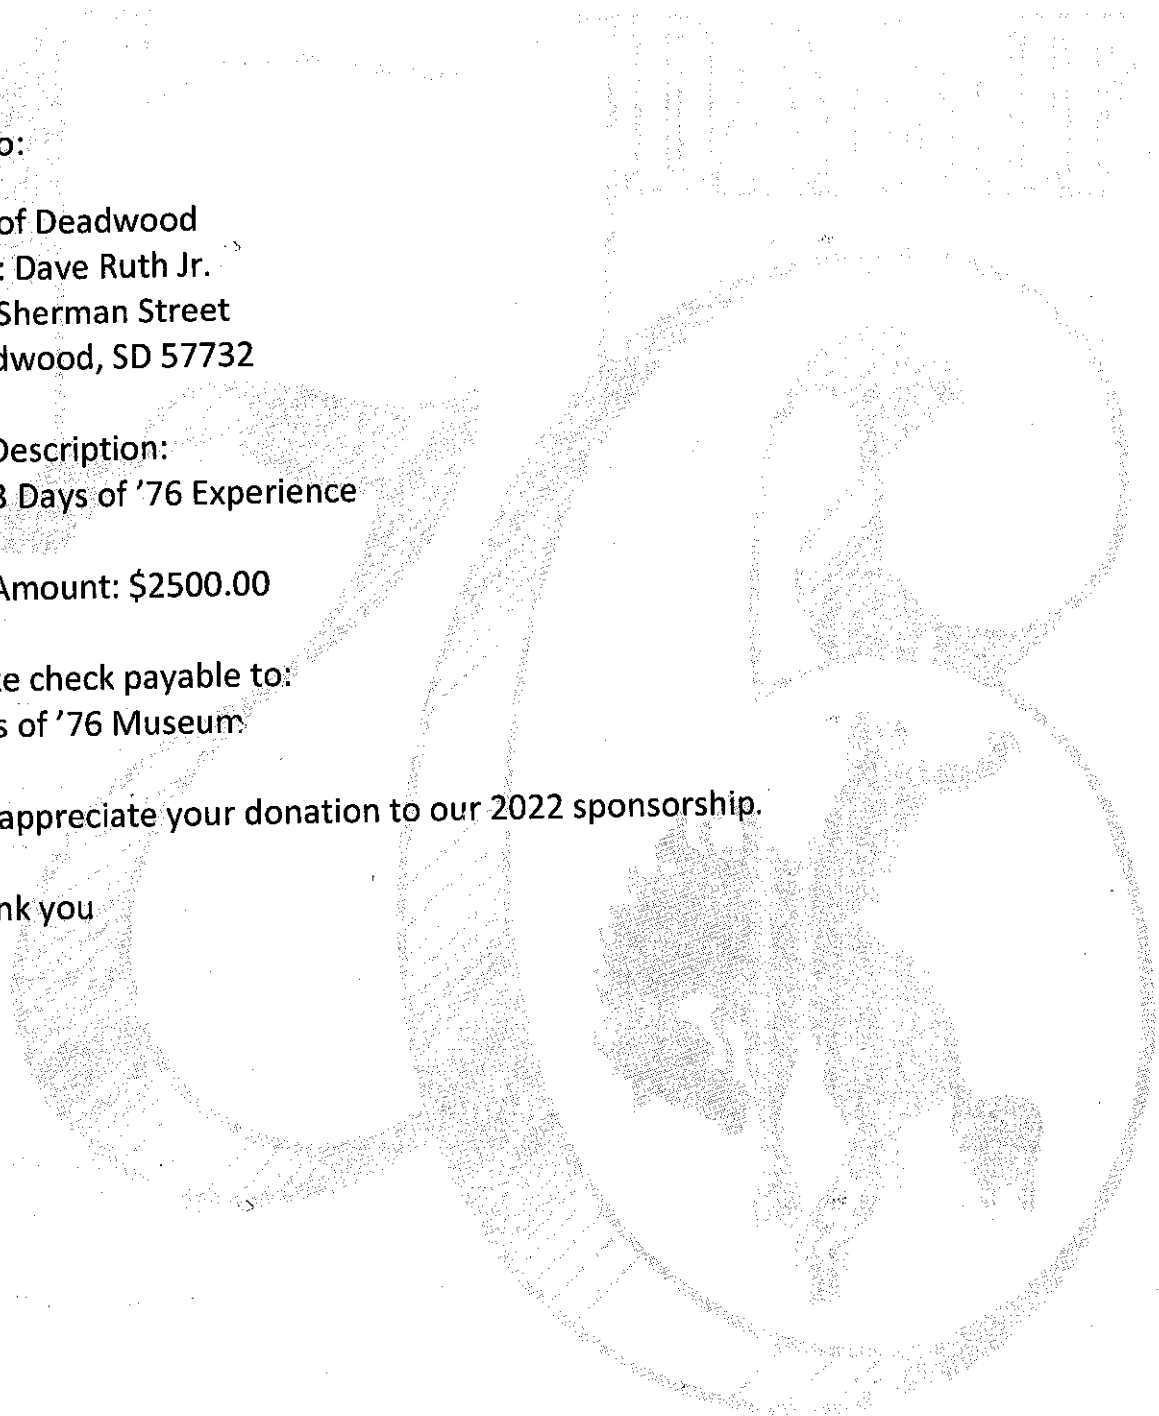 o:
of Deadwood
: Dave Ruth Jr.
Sherman Street
dwood, SD 57732
Description:
3 Days of '76 Experience
Amount: $2500.00
ke check payable to:
s of '76 Museum
appreciate your donation to our 2022 sponsorship.
nk you